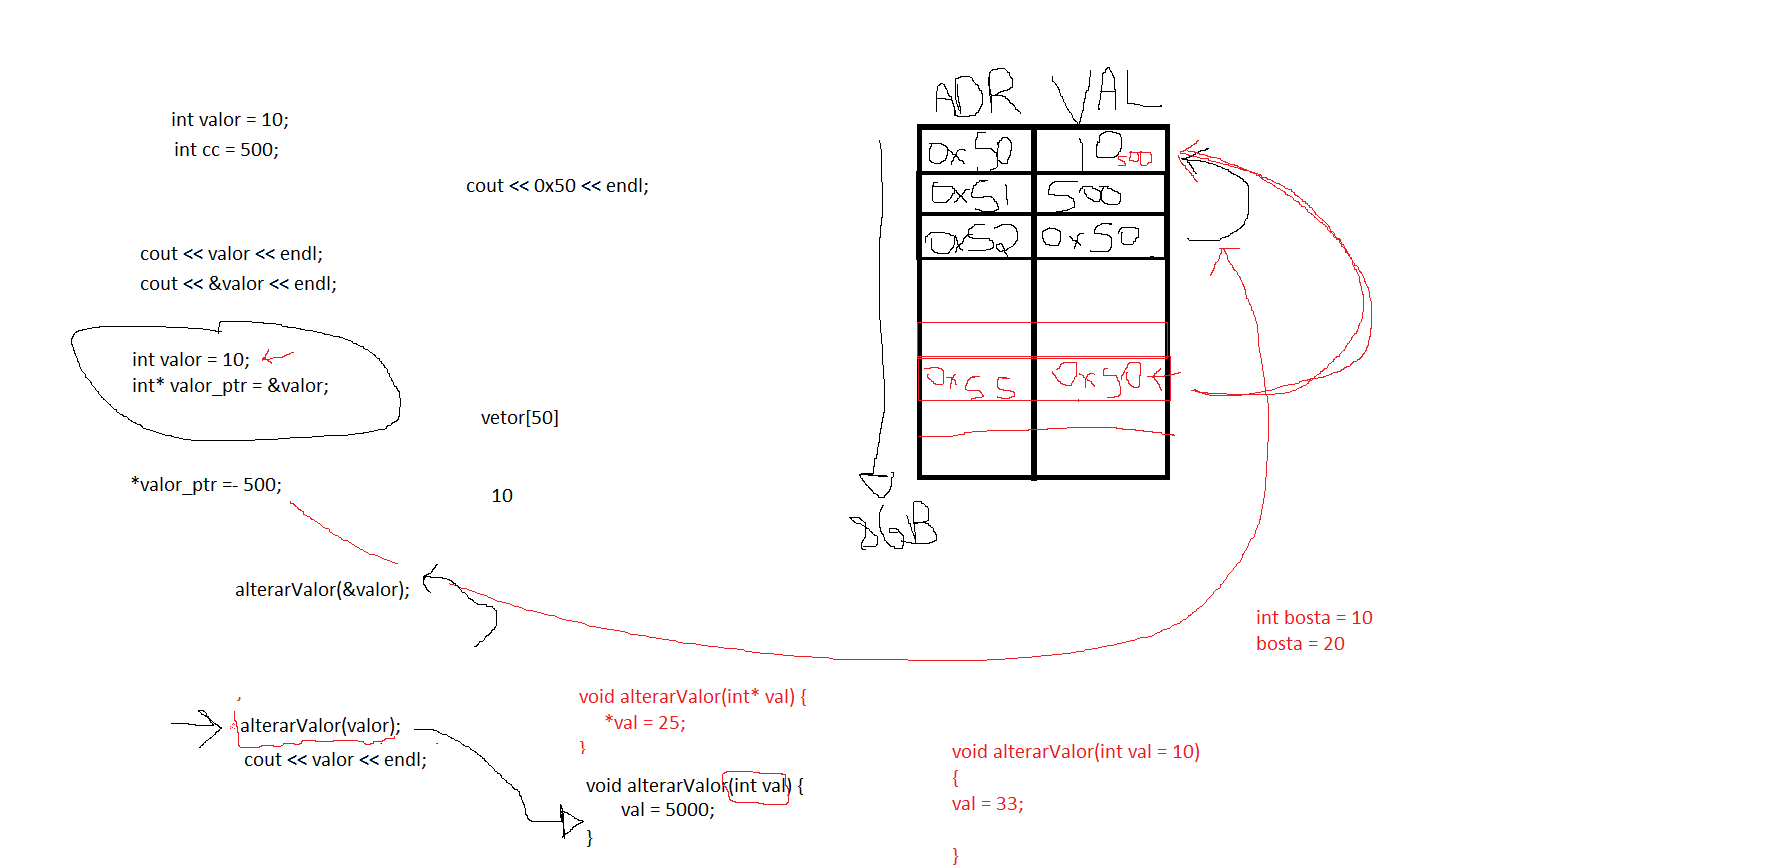 int valor = 10;
int cc = 500;
cout << 0x50 << endl;
cout << valor << endl;
cout << &valor << endl;
int valor = 10;
int* valor_ptr = &valor;
vetor[50]
*valor_ptr =- 500;
10
alterarValor(&valor);
ADR VAL
0x50 10 500
0x51 500
0x52 0x50
0x55 0x50
int bosta = 10
bosta = 20
alterarValor(valor);
cout << valor << endl;
void alterarValor(int* val) {
*val = 25;
}
void alterarValor(int val) {
val = 5000;
}
void alterarValor(int val = 10)
{
val = 33;
}